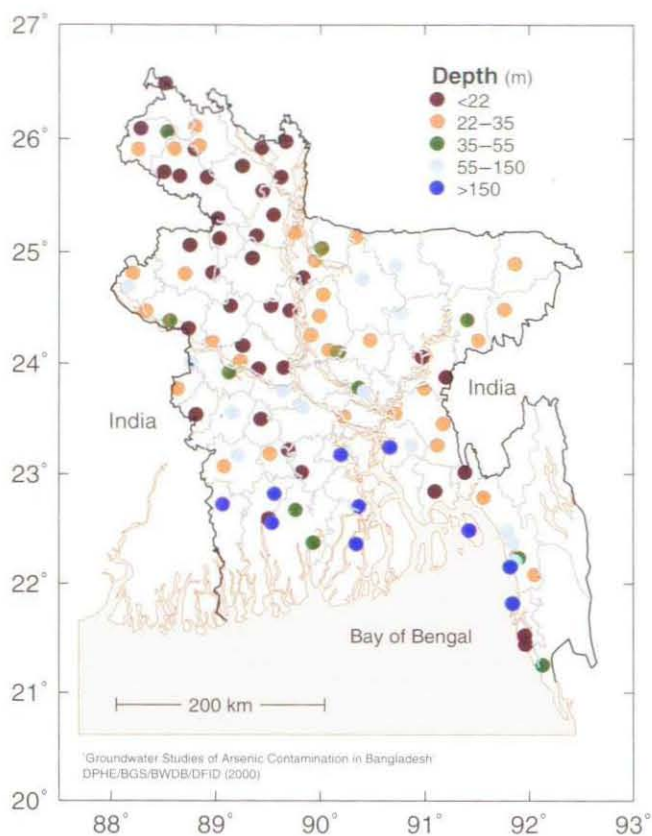 27°
26°
25°
24°
23°
22°
21°
20°
Depth (m)
<22
22–35
35–55
55–150
>150
India
India
Bay of Bengal
200 km
'Groundwater Studies of Arsenic Contamination in Bangladesh
DPHE/BGS/BWDB/DFID (2000)
88° 89° 90° 91° 92° 93°